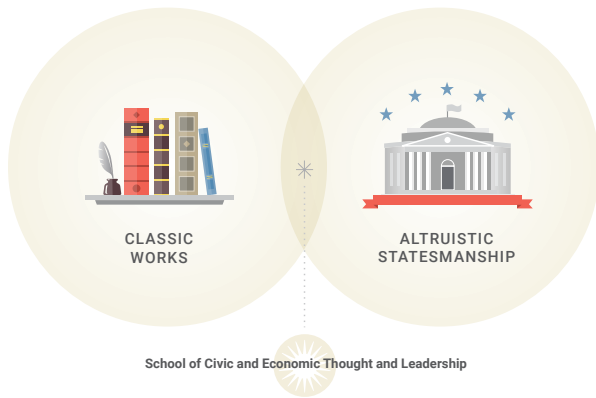 CLASSIC
WORKS
ALTRUISTIC
STATESMANSHIP
School of Civic and Economic Thought and Leadership